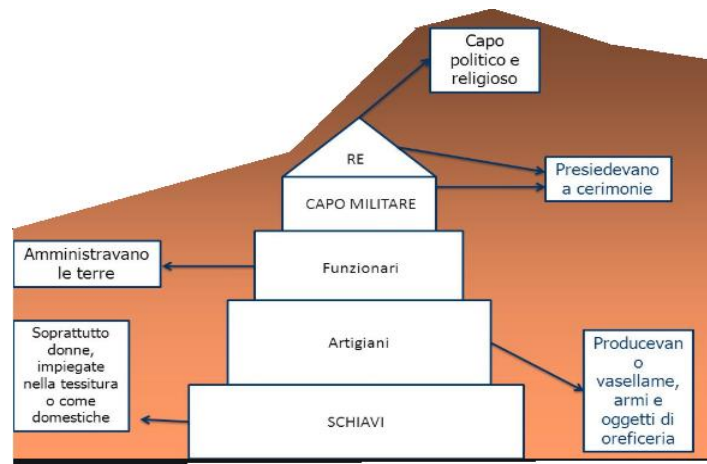 Capo
politico e
religioso
RE
CAPO MILITARE
Presiedevano
a cerimonie
Amministravano
le terre
Funzionari
Soprattutto
donne,
impiegate
nella tessitura
o come
domestiche
Artigiani
Producevan
o
vasellame,
armi e
oggetti di
oreficeria
SCHIAVI